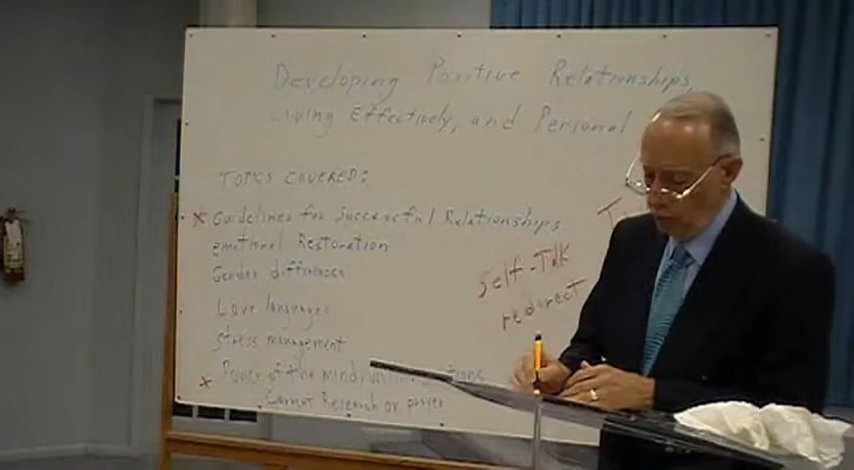 Developing Positive Relationships,
Living Effectively, and Personal
TOPICS COVERED:
* Guidelines for Successful Relationships
emotional Restoration
Gender differences
Love languages
stress management
Power of the mind
* Current Research on prayer
Self-Talk
redirect